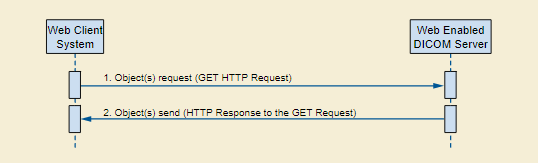 Web Client
System
Web Enabled
DICOM Server
1. Object(s) request (GET HTTP Request)
2. Object(s) send (HTTP Response to the GET Request)